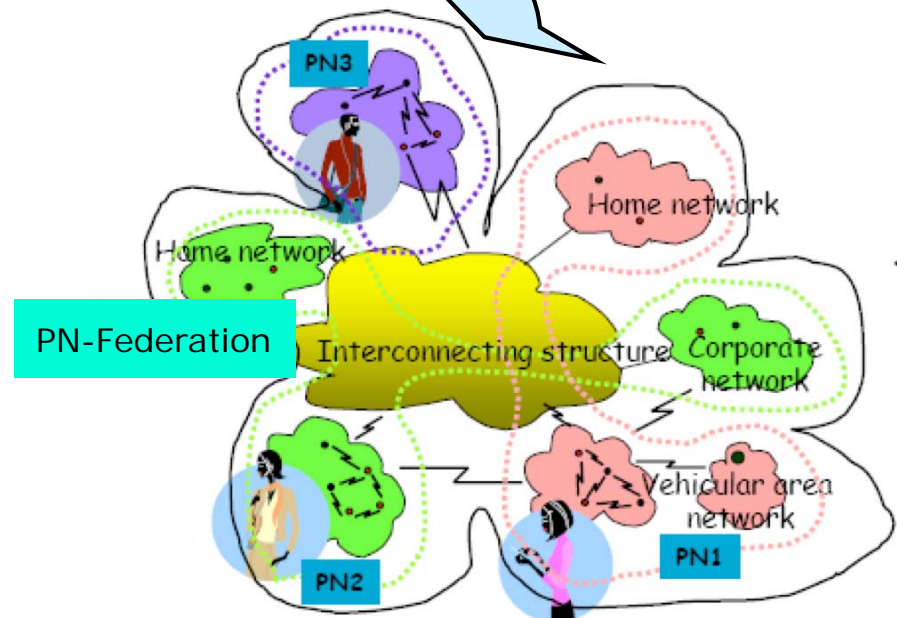 PN3
Home network
Home network
PN-Federation
Interconnecting structure
Corporate
network
Vehicular area
network
PN1
PN2